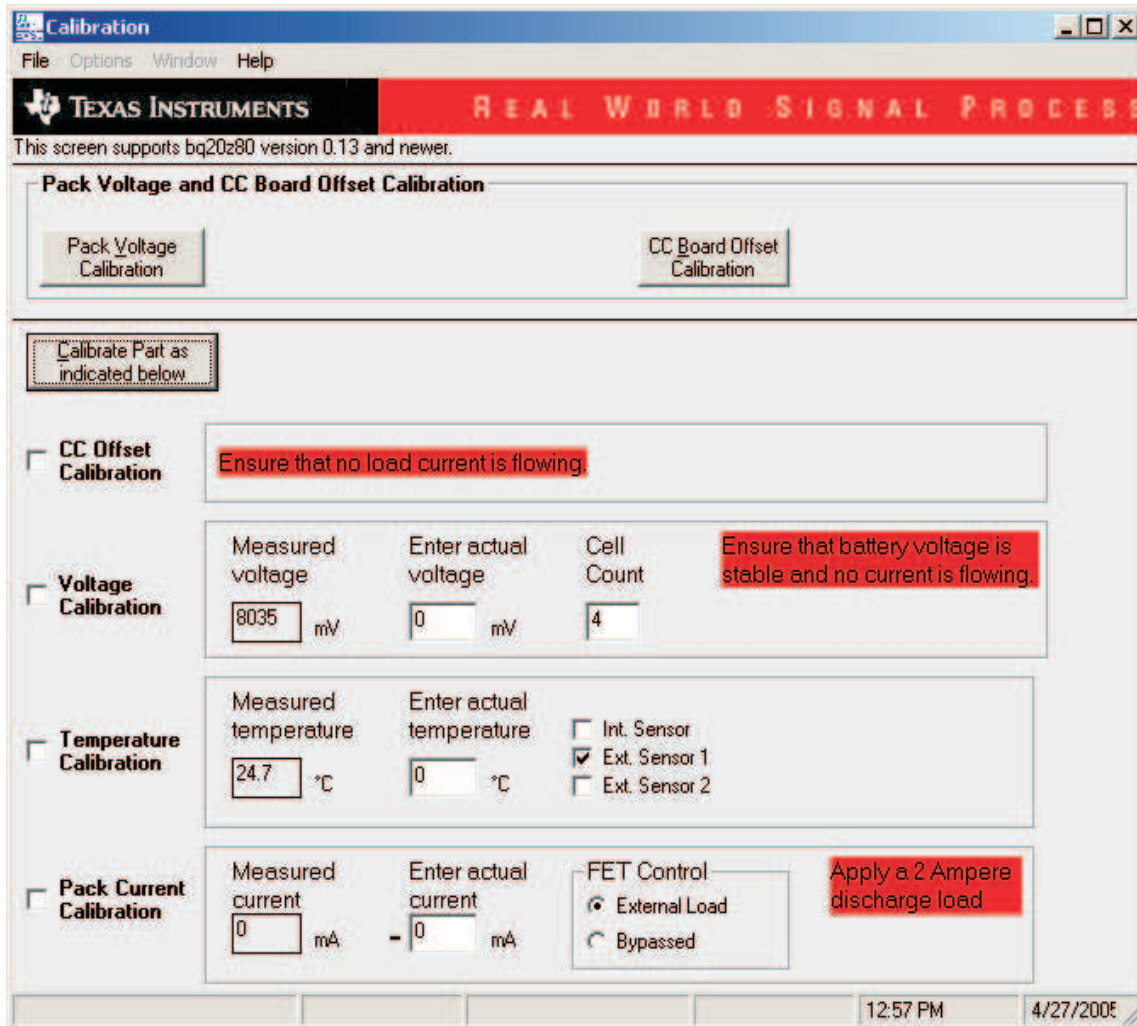 Calibration
File Options Window Help
TEXAS INSTRUMENTS
REAL WORLD SIGNAL PROCESS
This screen supports bq20z80 version 0.13 and newer.
Pack Voltage and CC Board Offset Calibration
Pack Voltage
Calibration
CC Board Offset
Calibration
Calibrate Part as
indicated below
CC Offset
Calibration
Ensure that no load current is flowing.
Voltage
Calibration
Measured
voltage
8035 mV
Enter actual
voltage
0 mV
Cell
Count
4
Ensure that battery voltage is
stable and no current is flowing.
Temperature
Calibration
Measured
temperature
24.7 °C
Enter actual
temperature
0 °C
Int. Sensor
Ext. Sensor 1
Ext. Sensor 2
Pack Current
Calibration
Measured
current
0 mA
Enter actual
current
- 0 mA
FET Control
External Load
Bypassed
Apply a 2 Ampere
discharge load
12:57 PM
4/27/2005